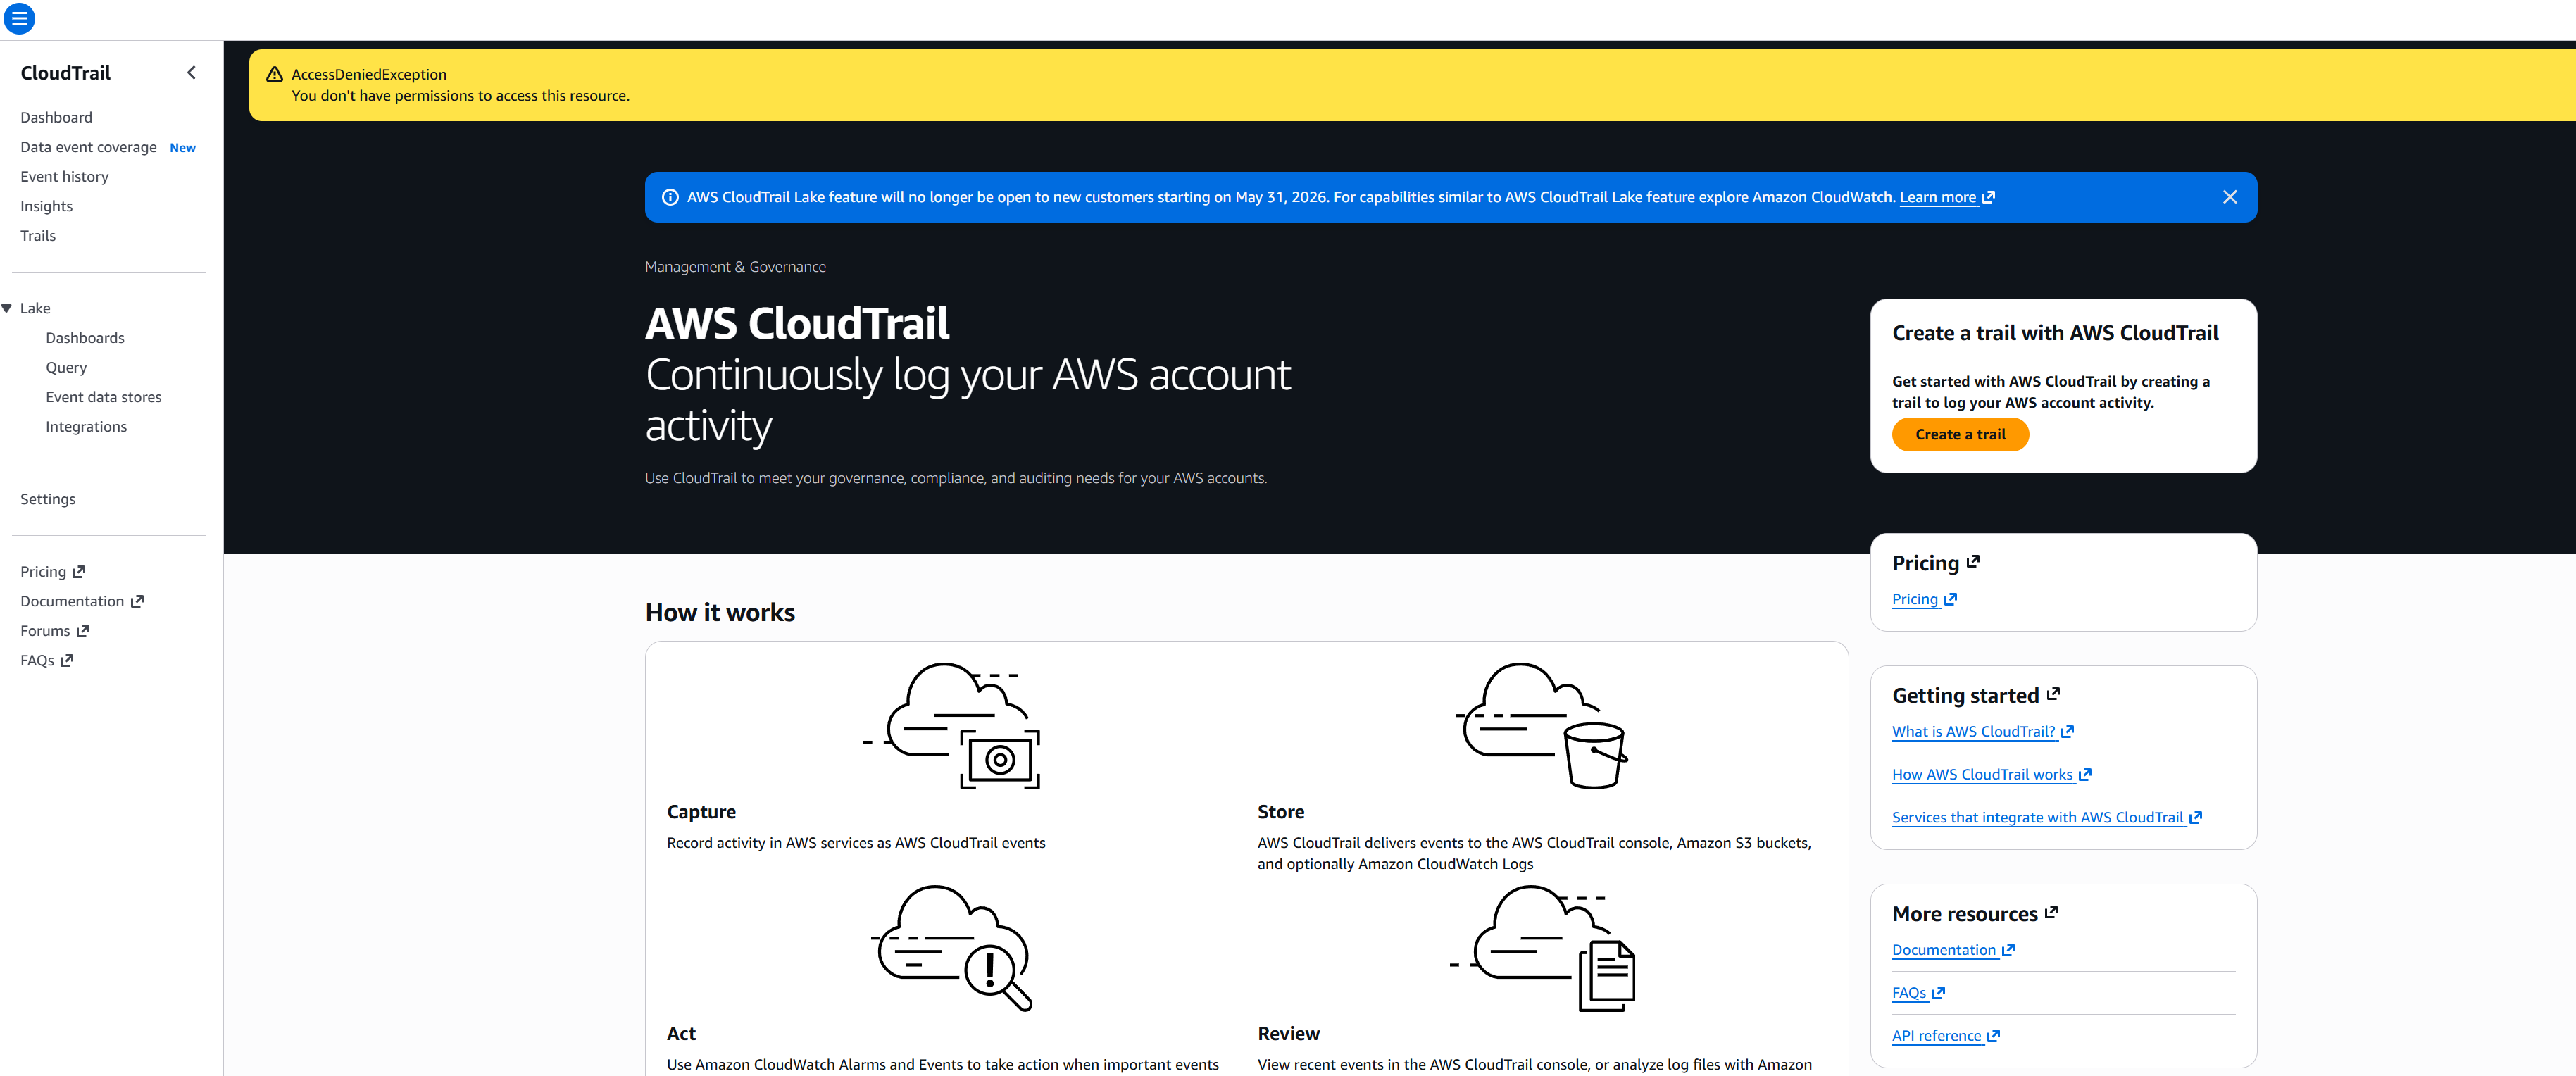 CloudTrail
Dashboard
Data event coverage New
Event history
Insights
Trails
Lake
Dashboards
Query
Event data stores
Integrations
Settings
Pricing
Documentation
Forums
FAQs
AccessDeniedException
You don't have permissions to access this resource.
AWS CloudTrail Lake feature will no longer be open to new customers starting on May 31, 2026. For capabilities similar to AWS CloudTrail Lake feature explore Amazon CloudWatch. Learn more
Management & Governance
AWS CloudTrail
Continuously log your AWS account
activity
Use CloudTrail to meet your governance, compliance, and auditing needs for your AWS accounts.
Create a trail with AWS CloudTrail
Get started with AWS CloudTrail by creating a
trail to log your AWS account activity.
Create a trail
How it works
Capture
Record activity in AWS services as AWS CloudTrail events
Store
AWS CloudTrail delivers events to the AWS CloudTrail console, Amazon S3 buckets,
and optionally Amazon CloudWatch Logs
Act
Use Amazon CloudWatch Alarms and Events to take action when important events
Review
View recent events in the AWS CloudTrail console, or analyze log files with Amazon
Pricing
Pricing
Getting started
What is AWS CloudTrail?
How AWS CloudTrail works
Services that integrate with AWS CloudTrail
More resources
Documentation
FAQs
API reference